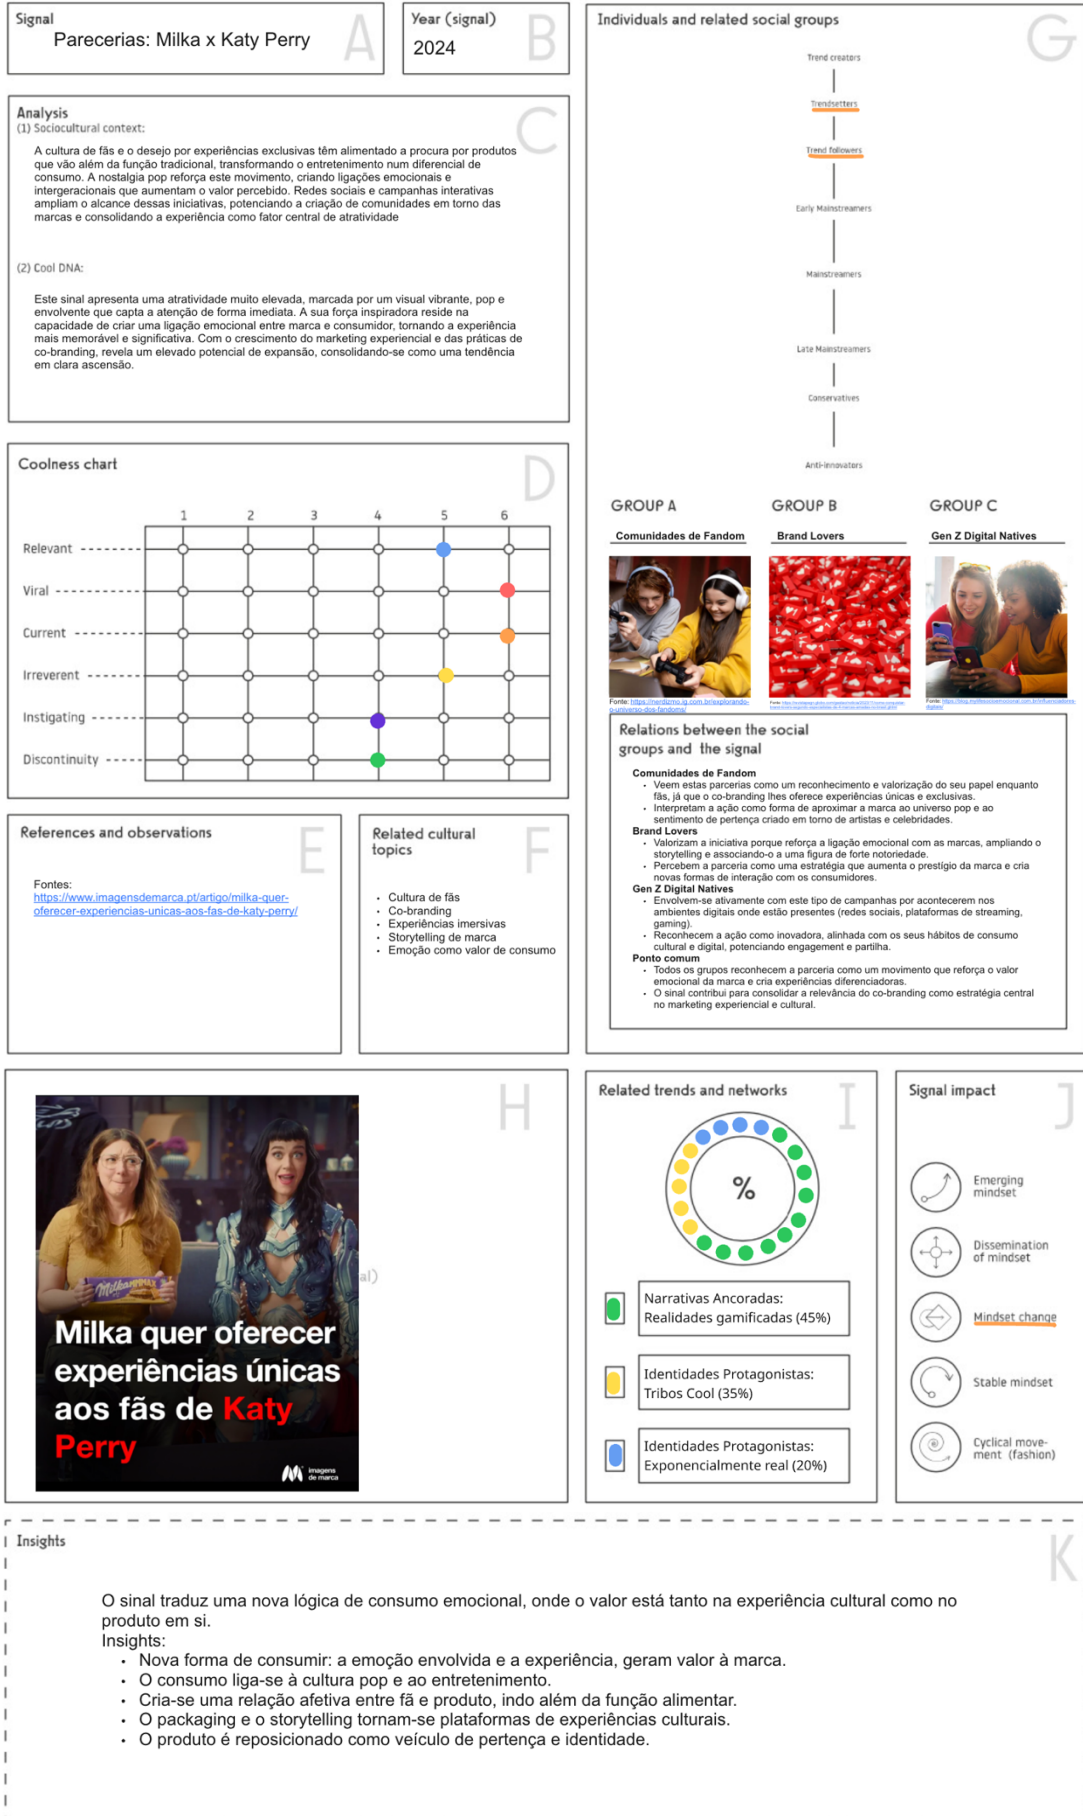 Signal
A
Parecerias: Milka x Katy Perry
Year (signal)
B
2024
Analysis
C
(1) Sociocultural context:
A cultura de fãs e o desejo por experiências exclusivas têm alimentado a procura por produtos
que vão além da função tradicional, transformando o entretenimento num diferencial de
consumo. A nostalgia pop reforça este movimento, criando ligações emocionais e
intergeracionais que aumentam o valor percebido. Redes sociais e campanhas interativas
ampliam o alcance dessas iniciativas, potenciando a criação de comunidades em torno das
marcas e consolidando a experiência como fator central de atratividade
(2) Cool DNA:
Este sinal apresenta uma atratividade muito elevada, marcada por um visual vibrante, pop e
envolvente que capta a atenção de forma imediata. A sua força inspiradora reside na
capacidade de criar uma ligação emocional entre marca e consumidor, tornando a experiência
mais memorável e significativa. Com o crescimento do marketing experiencial e das práticas de
co-branding, revela um elevado potencial de expansão, consolidando-se como uma tendência
em clara ascensão.
Coolness chart
D
1 2 3 4 5 6
Relevant
Viral
Current
Irreverent
Instigating
Discontinuity
References and observations
E
Fontes:
https://www.imagensdemarca.pt/artigo/milka-quer-
oferecer-experiencias-unicas-aos-fas-de-katy-perry/
Related cultural
topics
F
• Cultura de fãs
• Co-branding
• Experiências imersivas
• Storytelling de marca
• Emoção como valor de consumo
Individuals and related social groups
G
Trend creators
Trendsetters
Trend followers
Early Mainstreamers
Mainstreamers
Late Mainstreamers
Conservatives
Anti-innovators
GROUP A
Comunidades de Fandom
Fonte: https://nerdizmo.ig.com.br/explorando-
o-universo-dos-fandoms/
GROUP B
Brand Lovers
GROUP C
Gen Z Digital Natives
Relations between the social
groups and the signal
Comunidades de Fandom
• Veem estas parcerias como um reconhecimento e valorização do seu papel enquanto
fãs, já que o co-branding lhes oferece experiências únicas e exclusivas.
• Interpretam a ação como forma de aproximar a marca ao universo pop e ao
sentimento de pertença criado em torno de artistas e celebridades.
Brand Lovers
• Valorizam a iniciativa porque reforça a ligação emocional com as marcas, ampliando o
storytelling e associando-o a uma figura de forte notoriedade.
• Percebem a parceria como uma estratégia que aumenta o prestígio da marca e cria
novas formas de interação com os consumidores.
Gen Z Digital Natives
• Envolvem-se ativamente com este tipo de campanhas por acontecerem nos
ambientes digitais onde estão presentes (redes sociais, plataformas de streaming,
gaming).
• Reconhecem a ação como inovadora, alinhada com os seus hábitos de consumo
cultural e digital, potenciando engagement e partilha.
Ponto comum
• Todos os grupos reconhecem a parceria como um movimento que reforça o valor
emocional da marca e cria experiências diferenciadoras.
• O sinal contribui para consolidar a relevância do co-branding como estratégia central
no marketing experiencial e cultural.
H
al)
Milka
Milka quer oferecer
experiências únicas
aos fãs de Katy
Perry
imagens
de marca
Related trends and networks
I
%
Narrativas Ancoradas:
Realidades gamificadas (45%)
Identidades Protagonistas:
Tribos Cool (35%)
Identidades Protagonistas:
Exponencialmente real (20%)
Signal impact
J
Emerging
mindset
Dissemination
of mindset
Mindset change
Stable mindset
Cyclical move-
ment (fashion)
Insights
K
O sinal traduz uma nova lógica de consumo emocional, onde o valor está tanto na experiência cultural como no
produto em si.
Insights:
• Nova forma de consumir: a emoção envolvida e a experiência, geram valor à marca.
• O consumo liga-se à cultura pop e ao entretenimento.
• Cria-se uma relação afetiva entre fã e produto, indo além da função alimentar.
• O packaging e o storytelling tornam-se plataformas de experiências culturais.
• O produto é reposicionado como veículo de pertença e identidade.